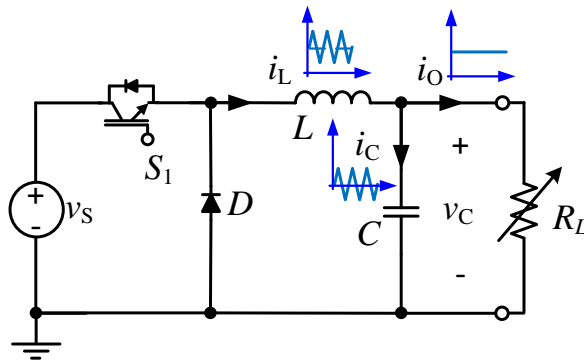 i_L
i_O
S_1
L
i_C
+
+
v_S
-
D
C
v_C
R_L
-